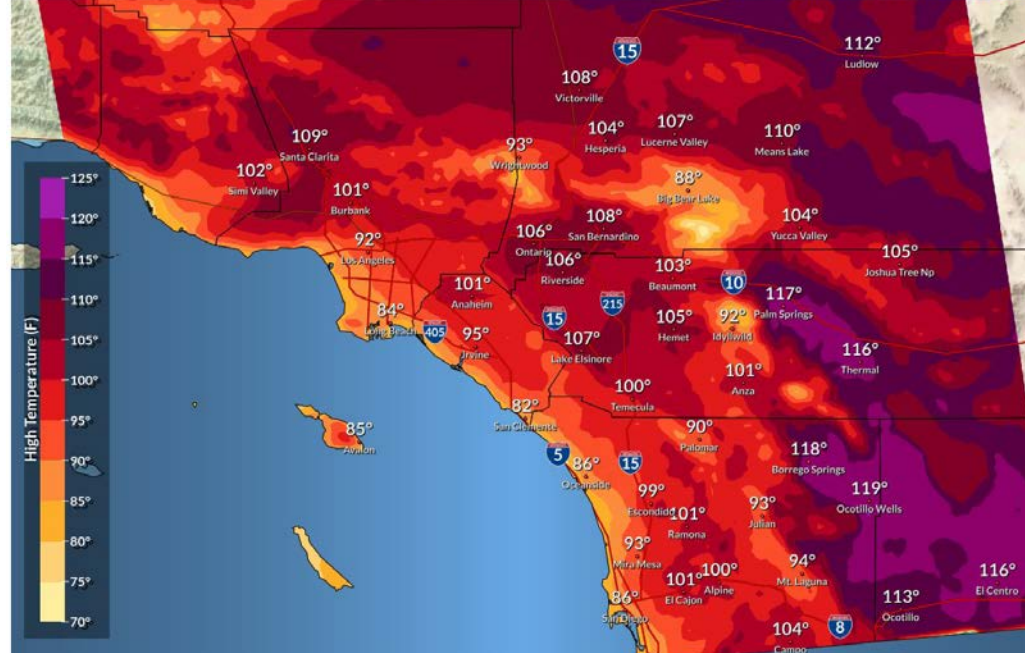 15
112°
Ludlow
108°
Victorville
107°
Lucerne Valley
104°
Hesperia
110°
Means Lake
109°
Santa Clarita
93°
Wrightwood
102°
Simi Valley
101°
Burbank
88°
Big Bear Lake
125°
120°
115°
110°
105°
100°
95°
90°
85°
80°
75°
70°
High Temperature (F)
108°
San Bernardino
104°
Yucca Valley
92°
Los Angeles
106°
Ontario
106°
Riverside
103°
Beaumont
105°
Joshua Tree Np
10
101°
Anaheim
117°
Palm Springs
215
84°
Long Beach
405
15
105°
Hemet
92°
Idyllwild
95°
Irvine
107°
Lake Elsinore
116°
Thermal
100°
Temecula
101°
Anza
82°
San Clemente
85°
Avalon
90°
Palomar
118°
Borrego Springs
5
86°
Oceanside
15
99°
Escondido
119°
Ocotillo Wells
101°
Ramona
93°
Julian
93°
Mira Mesa
94°
Mt. Laguna
101°
El Cajon
100°
Alpine
116°
El Centro
86°
San Diego
113°
Ocotillo
8
104°
Campo